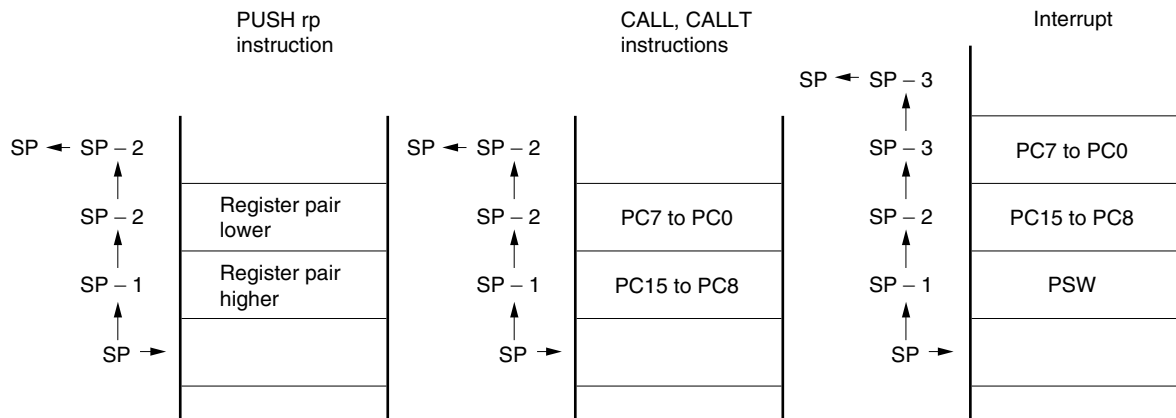 PUSH rp
instruction
SP ← SP – 2
SP – 2
SP – 1
SP
Register pair
lower
Register pair
higher
CALL, CALLT
instructions
SP ← SP – 2
SP – 2
SP – 1
SP
PC7 to PC0
PC15 to PC8
Interrupt
SP ← SP – 3
SP – 3
SP – 2
SP – 1
SP
PC7 to PC0
PC15 to PC8
PSW